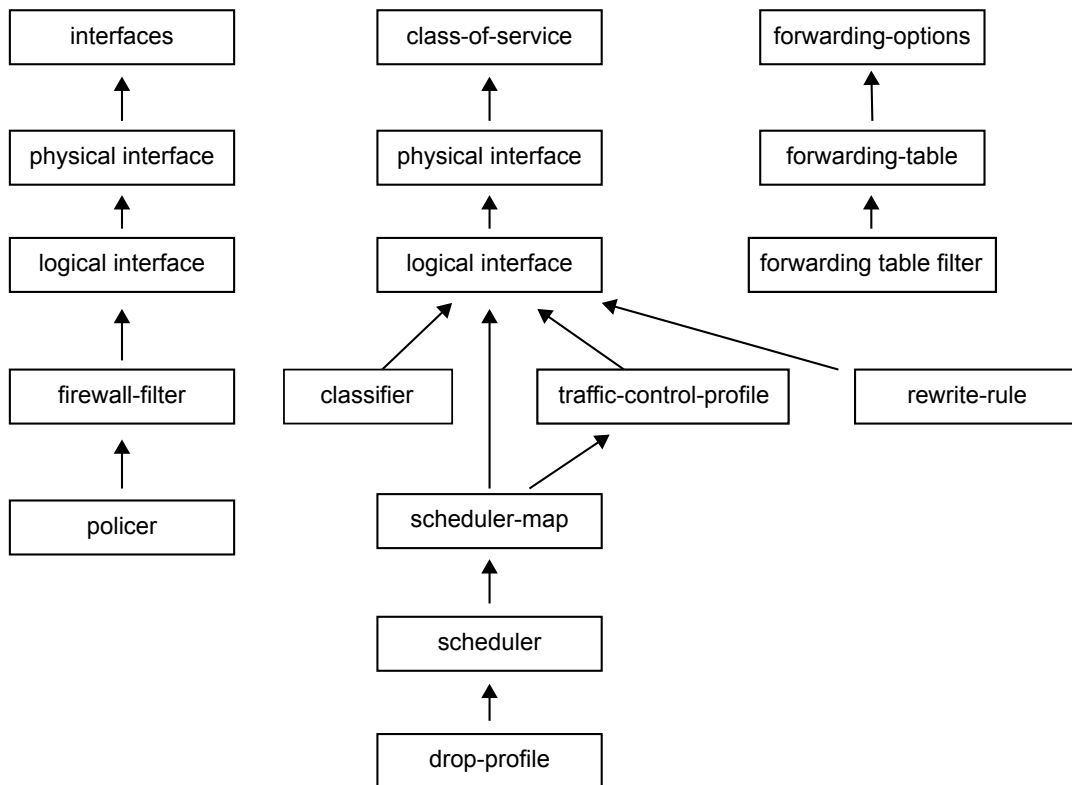 interfaces
class-of-service
forwarding-options
physical interface
physical interface
forwarding-table
logical interface
logical interface
forwarding table filter
firewall-filter
classifier
traffic-control-profile
rewrite-rule
policer
scheduler-map
scheduler
drop-profile